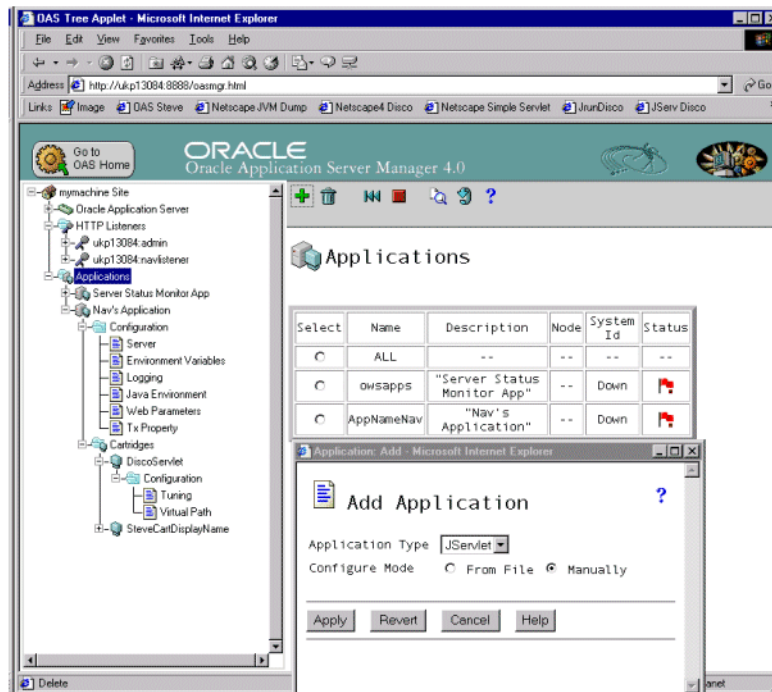 OAS Tree Applet - Microsoft Internet Explorer
File Edit View Favorites Tools Help
Address http://ukp13084:8888/oasmgr.html Go
Links Image OAS Steve Netscape JVM Dump Netscape4 Disco Netscape Simple Servlet JrunDisco JServ Disco
Go to
OAS Home
ORACLE
Oracle Application Server Manager 4.0
mymachine Site
Oracle Application Server
HTTP Listeners
ukp13084:admin
ukp13084:navlistener
Applications
Server Status Monitor App
Nav's Application
Configuration
Server
Environment Variables
Logging
Java Environment
Web Parameters
Tx Property
Cartridges
DiscoServlet
Configuration
Tuning
Virtual Path
SteveCartDisplayName
?
Applications
Select Name Description Node System Id Status
ALL -- -- -- --
owsapps "Server Status Monitor App" -- Down
AppNameNav "Nav's Application" -- Down
Application: Add - Microsoft Internet Explorer
Add Application ?
Application Type JServlet
Configure Mode From File Manually
Apply Revert Cancel Help
Delete anet